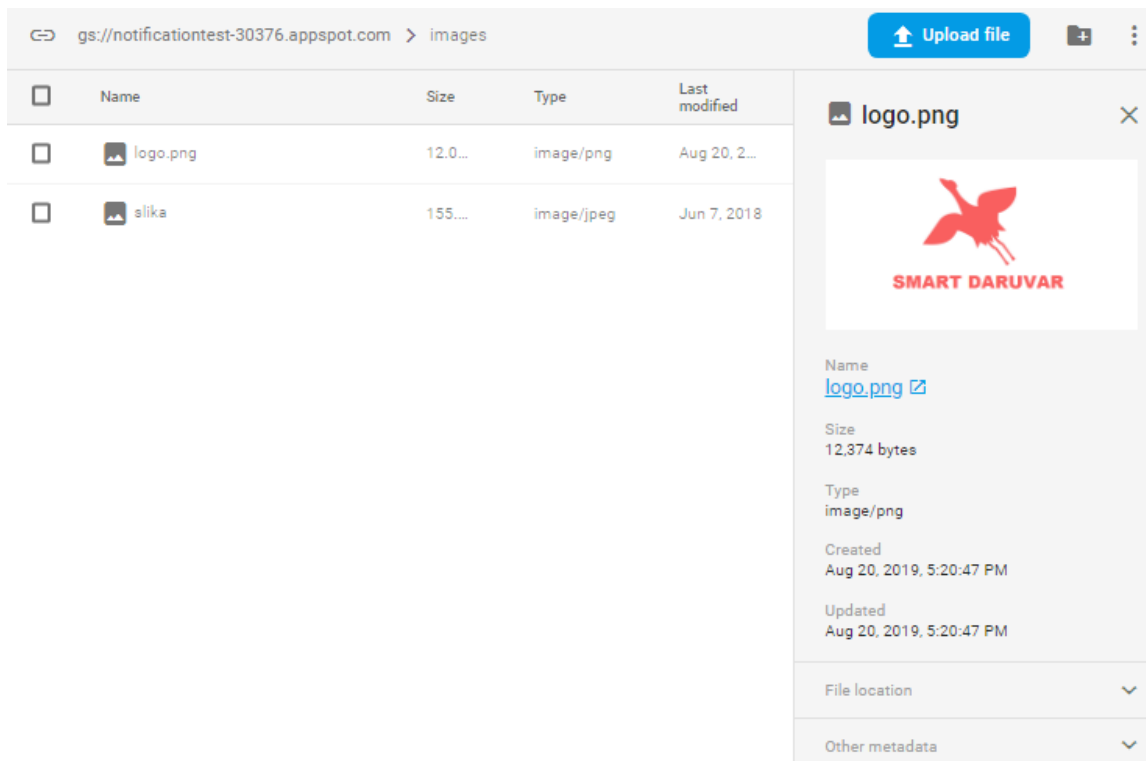 gs://notificationtest-30376.appspot.com > images
Upload file
Name Size Type Last modified
logo.png 12.0... image/png Aug 20, 2...
slika 155.... image/jpeg Jun 7, 2018
logo.png
SMART DARUVAR
Name
logo.png
Size
12,374 bytes
Type
image/png
Created
Aug 20, 2019, 5:20:47 PM
Updated
Aug 20, 2019, 5:20:47 PM
File location
Other metadata